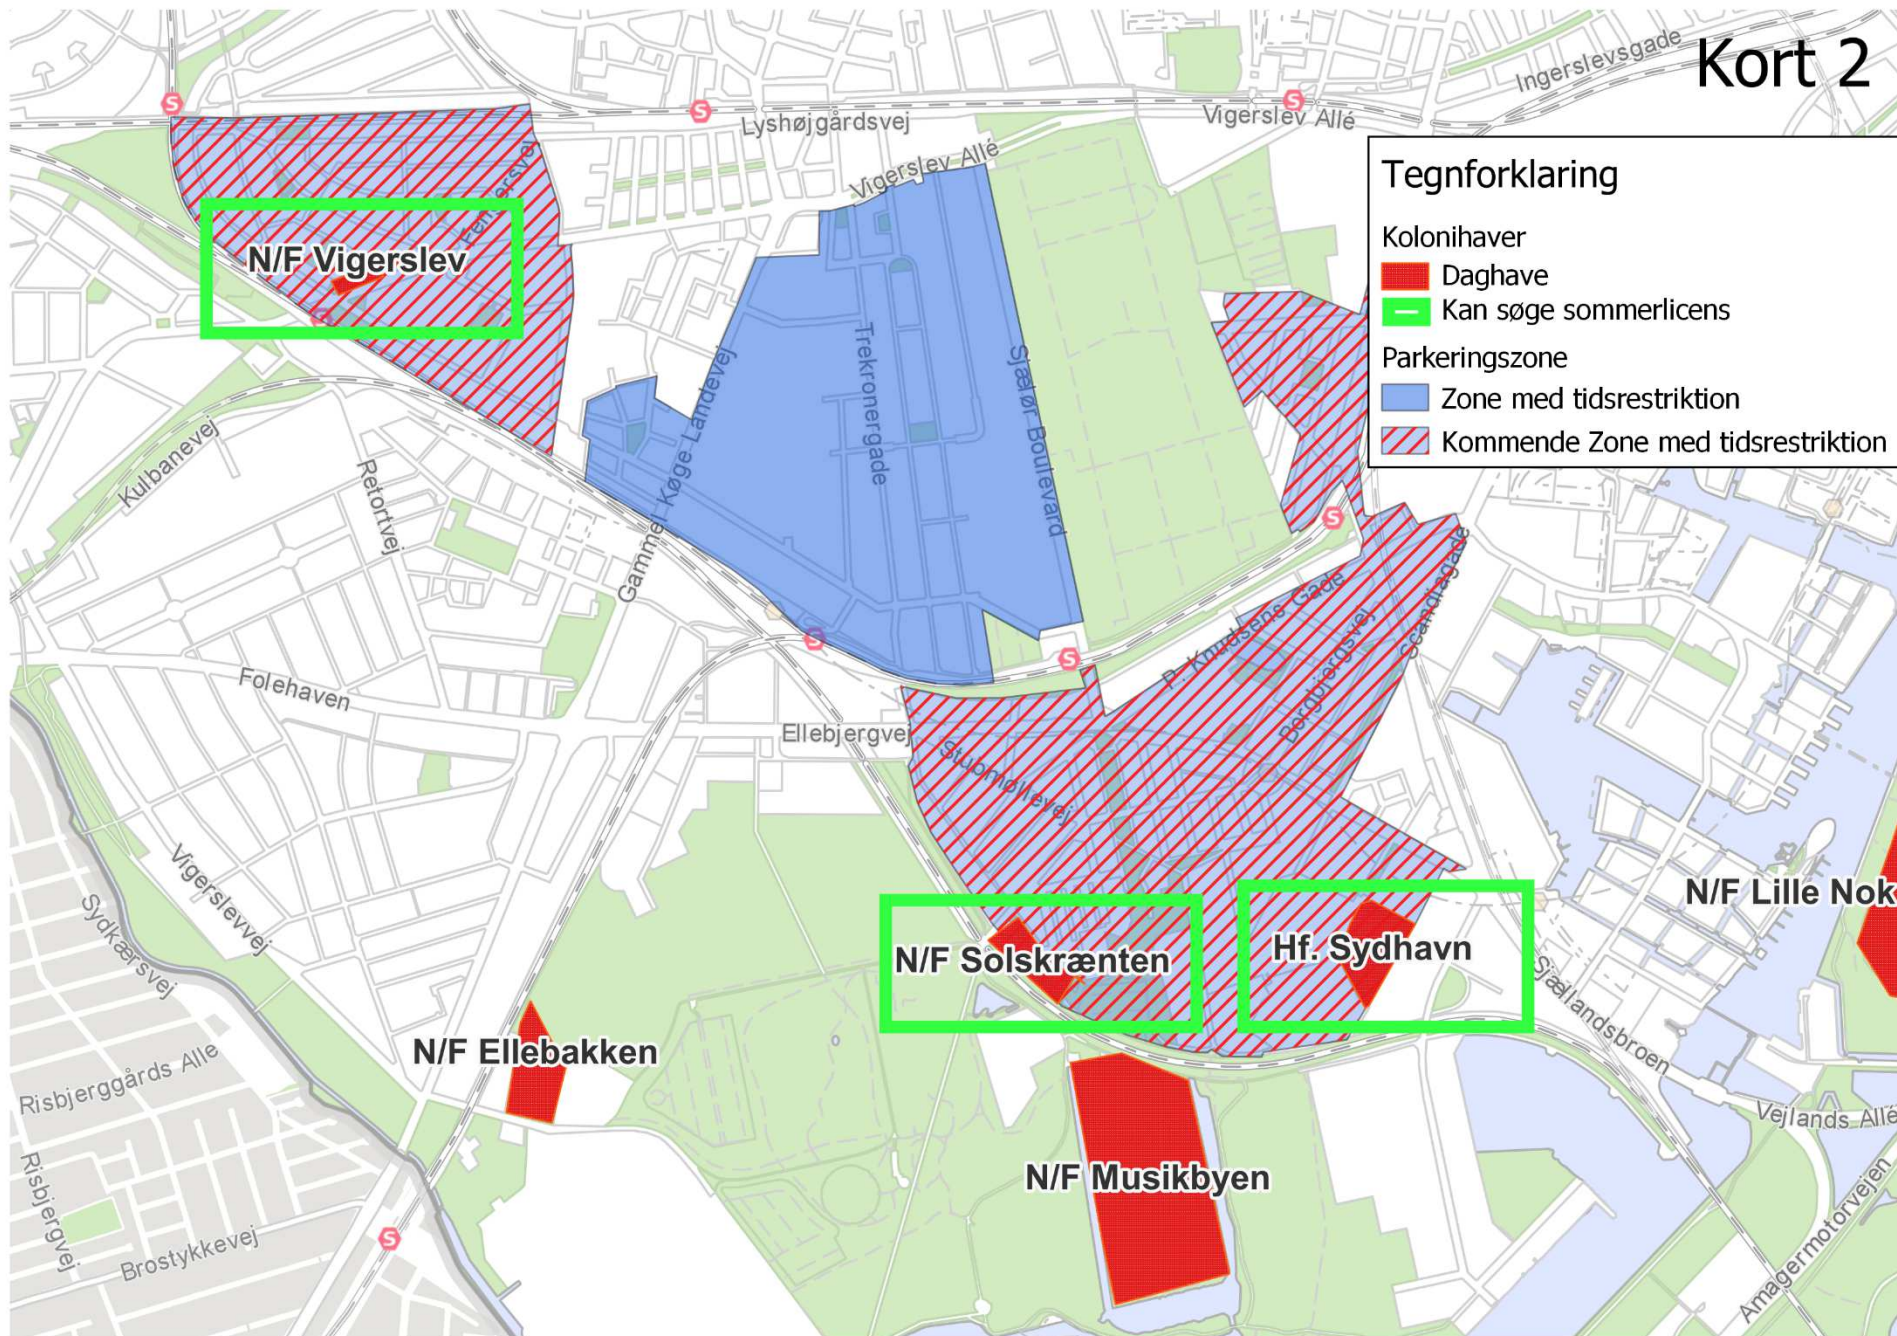 Kort 2
Ingerslevsgade
Vigerslev Allé
Lyshøjgårdsvej
Vigerslev Allé
Tegnforklaring
Kolonihaver
Daghave
Kan søge sommerlicens
Parkeringszone
Zone med tidsrestriktion
Kommende Zone med tidsrestriktion
N/F Vigerslev
Trekronergade
Sjælør Boulevard
Gammel Køge Landevej
Kulbanevej
Retortvej
Scandiagade
P. Knudsens Gade
Borgbjergsvej
Folehaven
Ellebjergvej
Stubmøllevej
Vigerslevvej
Sydkærsvej
N/F Lille Nok
N/F Solskrænten
Hf. Sydhavn
Sjællandsbroen
N/F Ellebakken
Risbjerggårds Alle
Vejlands Allé
N/F Musikbyen
Risbjergvej
Brostykkevej
Amagermotorvejen
S
S
S
S
S
S
S